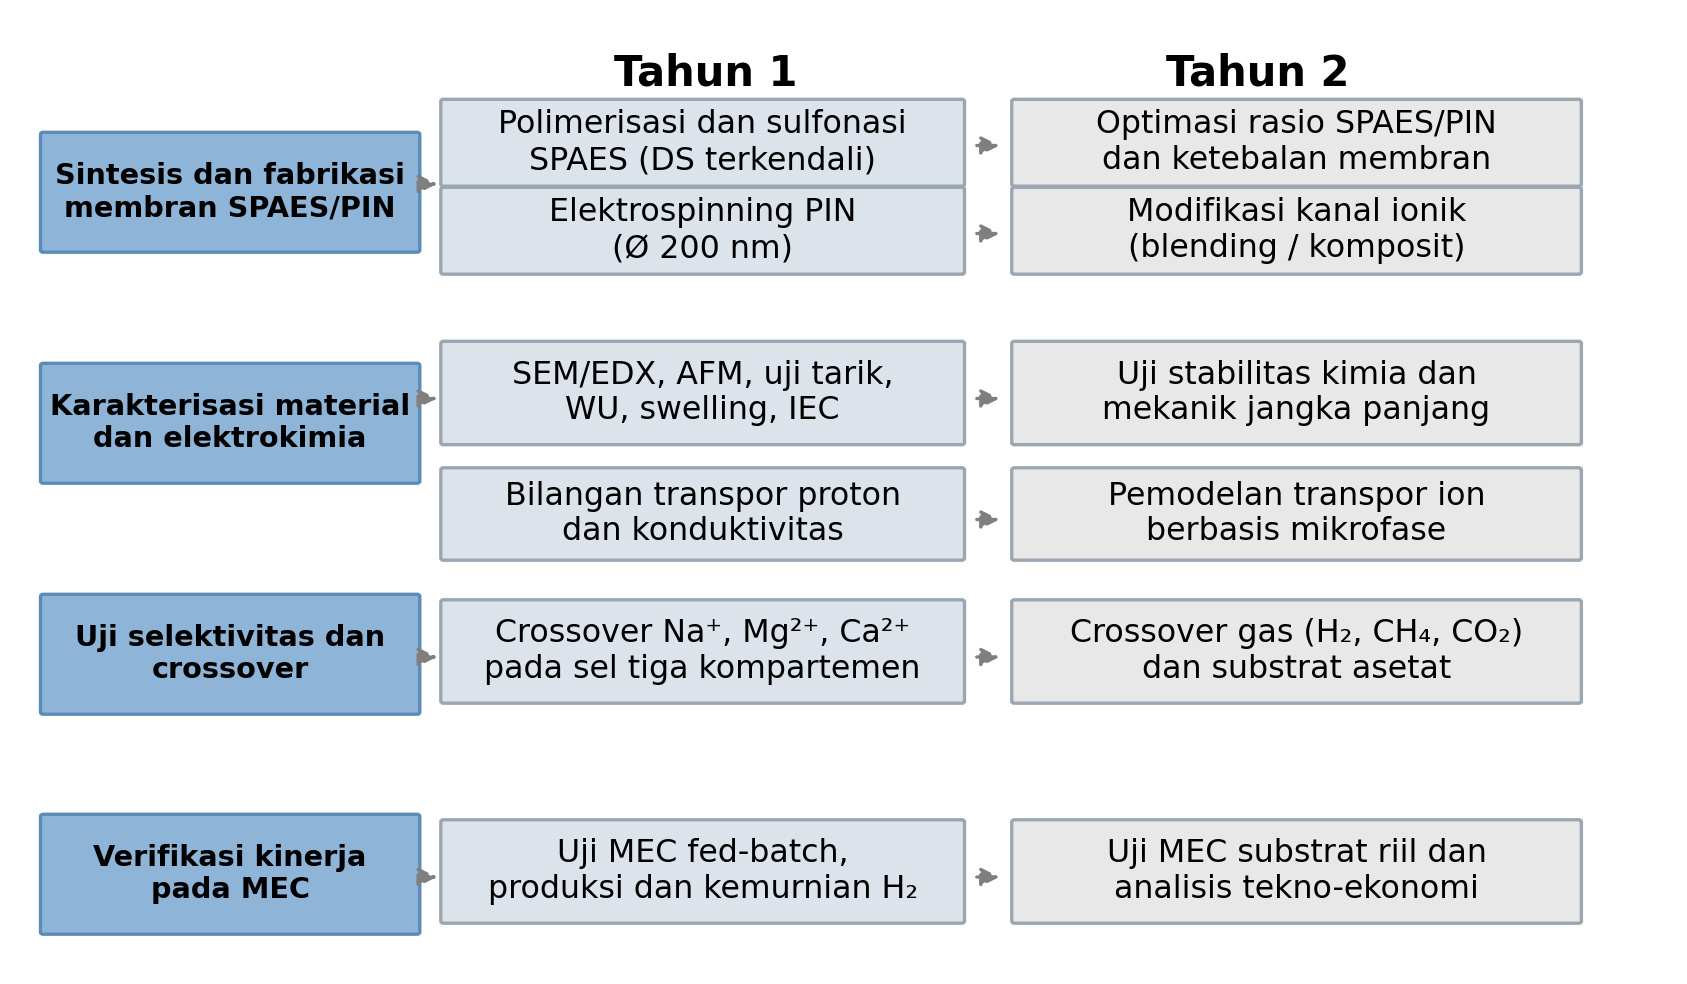 Tahun 1
Tahun 2
Sintesis dan fabrikasi
membran SPAES/PIN
Polimerisasi dan sulfonasi
SPAES (DS terkendali)
Optimasi rasio SPAES/PIN
dan ketebalan membran
Elektrospinning PIN
(Ø 200 nm)
Modifikasi kanal ionik
(blending / komposit)
Karakterisasi material
dan elektrokimia
SEM/EDX, AFM, uji tarik,
WU, swelling, IEC
Uji stabilitas kimia dan
mekanik jangka panjang
Bilangan transpor proton
dan konduktivitas
Pemodelan transpor ion
berbasis mikrofase
Uji selektivitas dan
crossover
Crossover Na⁺, Mg²⁺, Ca²⁺
pada sel tiga kompartemen
Crossover gas (H₂, CH₄, CO₂)
dan substrat asetat
Verifikasi kinerja
pada MEC
Uji MEC fed-batch,
produksi dan kemurnian H₂
Uji MEC substrat riil dan
analisis tekno-ekonomi